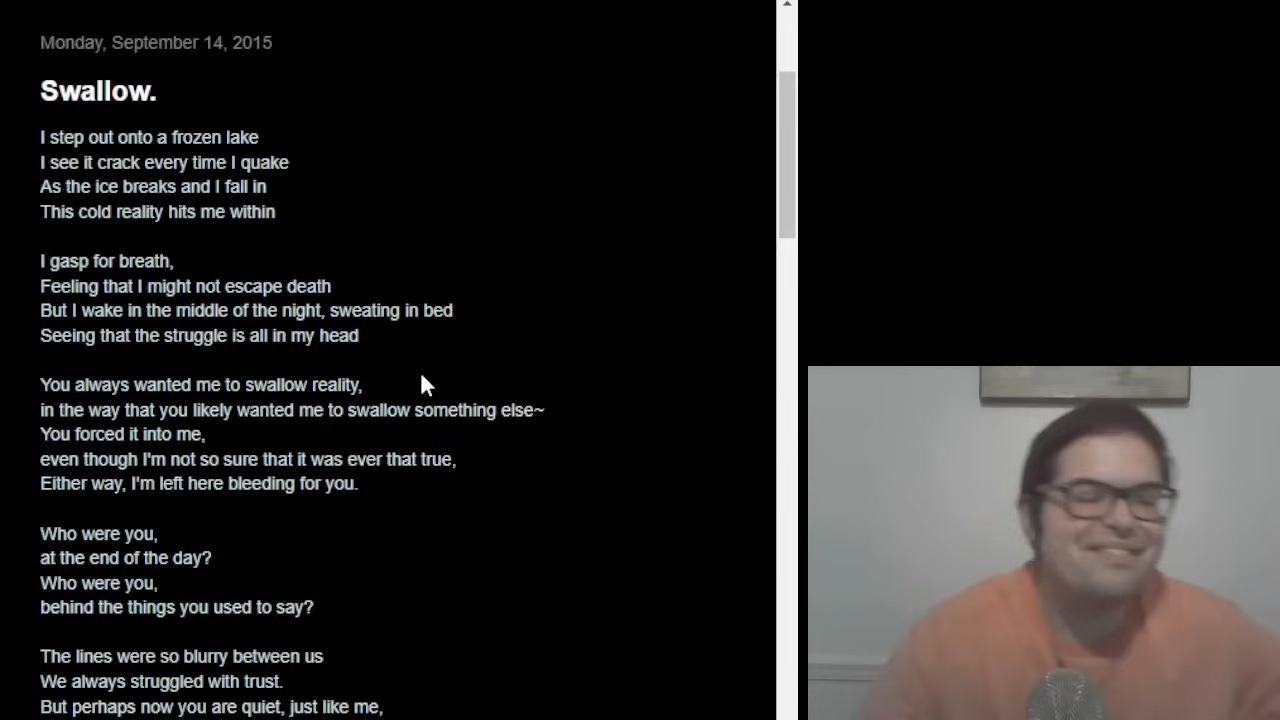 Monday, September 14, 2015
Swallow.
I step out onto a frozen lake
I see it crack every time I quake
As the ice breaks and I fall in
This cold reality hits me within
I gasp for breath,
Feeling that I might not escape death
But I wake in the middle of the night, sweating in bed
Seeing that the struggle is all in my head
You always wanted me to swallow reality,
in the way that you likely wanted me to swallow something else~
You forced it into me,
even though I'm not so sure that it was ever that true,
Either way, I'm left here bleeding for you.
Who were you,
at the end of the day?
Who were you,
behind the things you used to say?
The lines were so blurry between us
We always struggled with trust.
But perhaps now you are quiet, just like me,